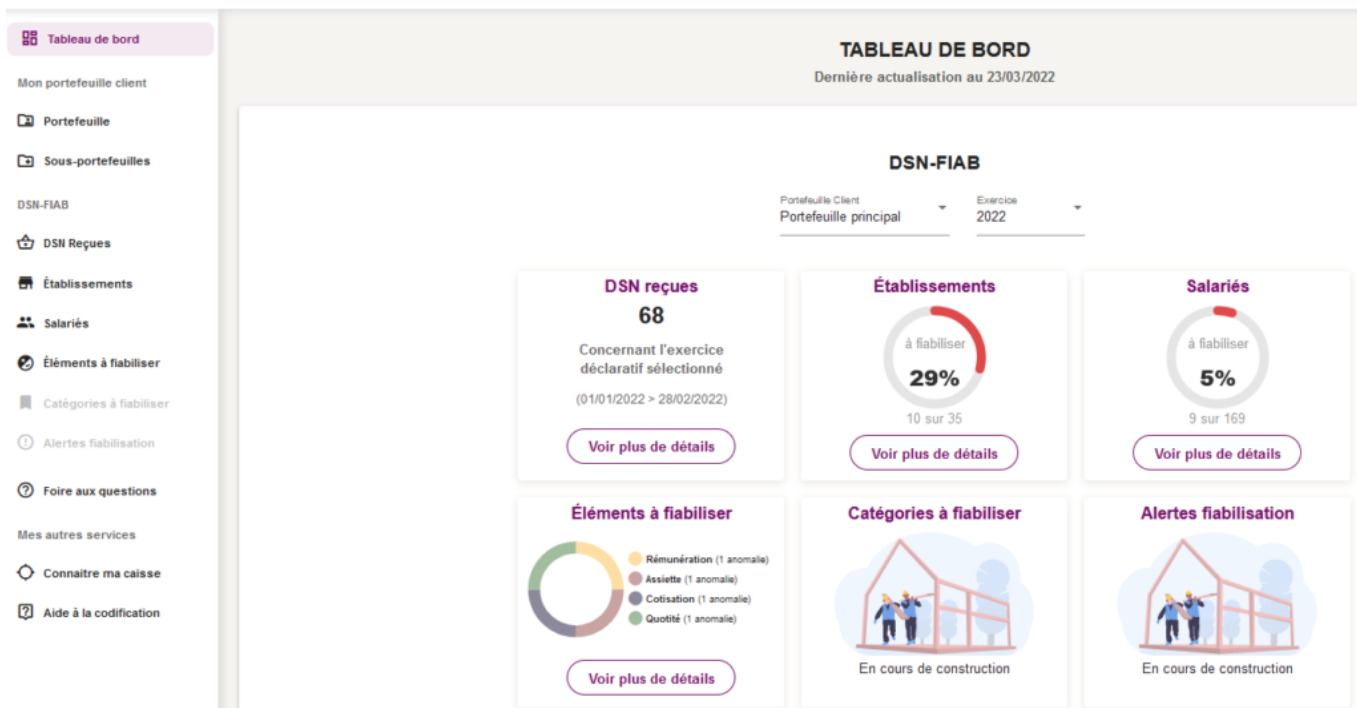 Tableau de bord
Mon portefeuille client
Portefeuille
Sous-portefeuilles
DSN-FIAB
DSN Reçues
Établissements
Salariés
Éléments à fiabiliser
Catégories à fiabiliser
Alertes fiabilisation
Foire aux questions
Mes autres services
Connaitre ma caisse
Aide à la codification
TABLEAU DE BORD
Dernière actualisation au 23/03/2022
DSN-FIAB
Portefeuille Client
Portefeuille principal
Exercice
2022
DSN reçues
68
Concernant l'exercice
déclaratif sélectionné
(01/01/2022 > 28/02/2022)
Voir plus de détails
Établissements
à fiabiliser
29%
10 sur 35
Voir plus de détails
Salariés
à fiabiliser
5%
9 sur 169
Voir plus de détails
Éléments à fiabiliser
Rémunération (1 anomalie)
Assiette (1 anomalie)
Cotisation (1 anomalie)
Quotité (1 anomalie)
Voir plus de détails
Catégories à fiabiliser
En cours de construction
Alertes fiabilisation
En cours de construction